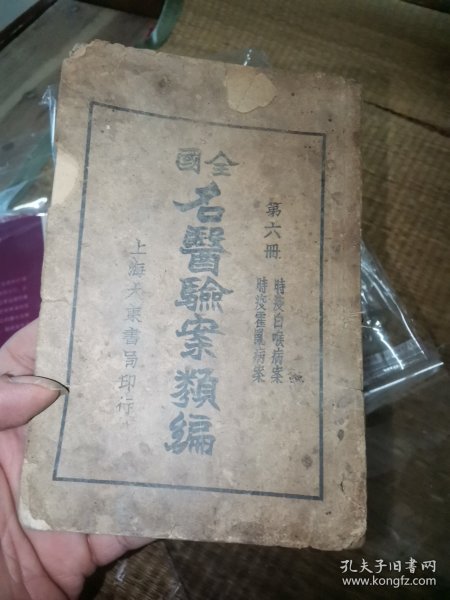 全國
名醫驗案類編
第六冊
時疫白喉病案
時疫霍亂病案
上海大東書局印行
孔夫子旧书网
www.kongfz.com